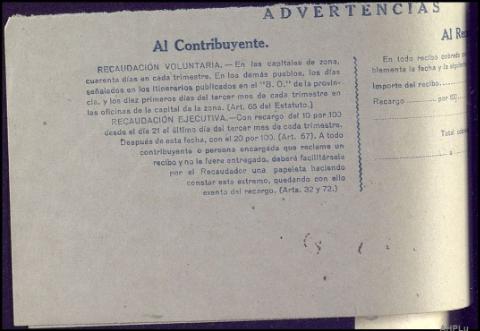 ADVERTENCIAS
Al Contribuyente.
RECAUDACIÓN VOLUNTARIA.—En las capitales de zona,
cuarenta días en cada trimestre. En los demás pueblos, los días
señalados en los itinerarios publicados en el "B. O." de la provin-
cia, y los diez primeros días del tercer mes de cada trimestre en
las oficinas de la capital de la zona. (Art. 65 del Estatuto.)
RECAUDACIÓN EJECUTIVA.—Con recargo del 10 por 100
desde el día 21 al último día del tercer mes de cada trimestre.
Después de esta fecha, con el 20 por 100. (Art. 67). A todo
contribuyente o persona encargada que reclame un
recibo y no le fuere entregado, deberá facilitársele
por el Recaudador una papeleta haciendo
constar este extremo, quedando con ello
exento del recargo. (Arts. 32 y 72.)
Al Re
En todo recibo cobrado
blemente la fecha y la
Importe del recibo
Recargo por 100
Total